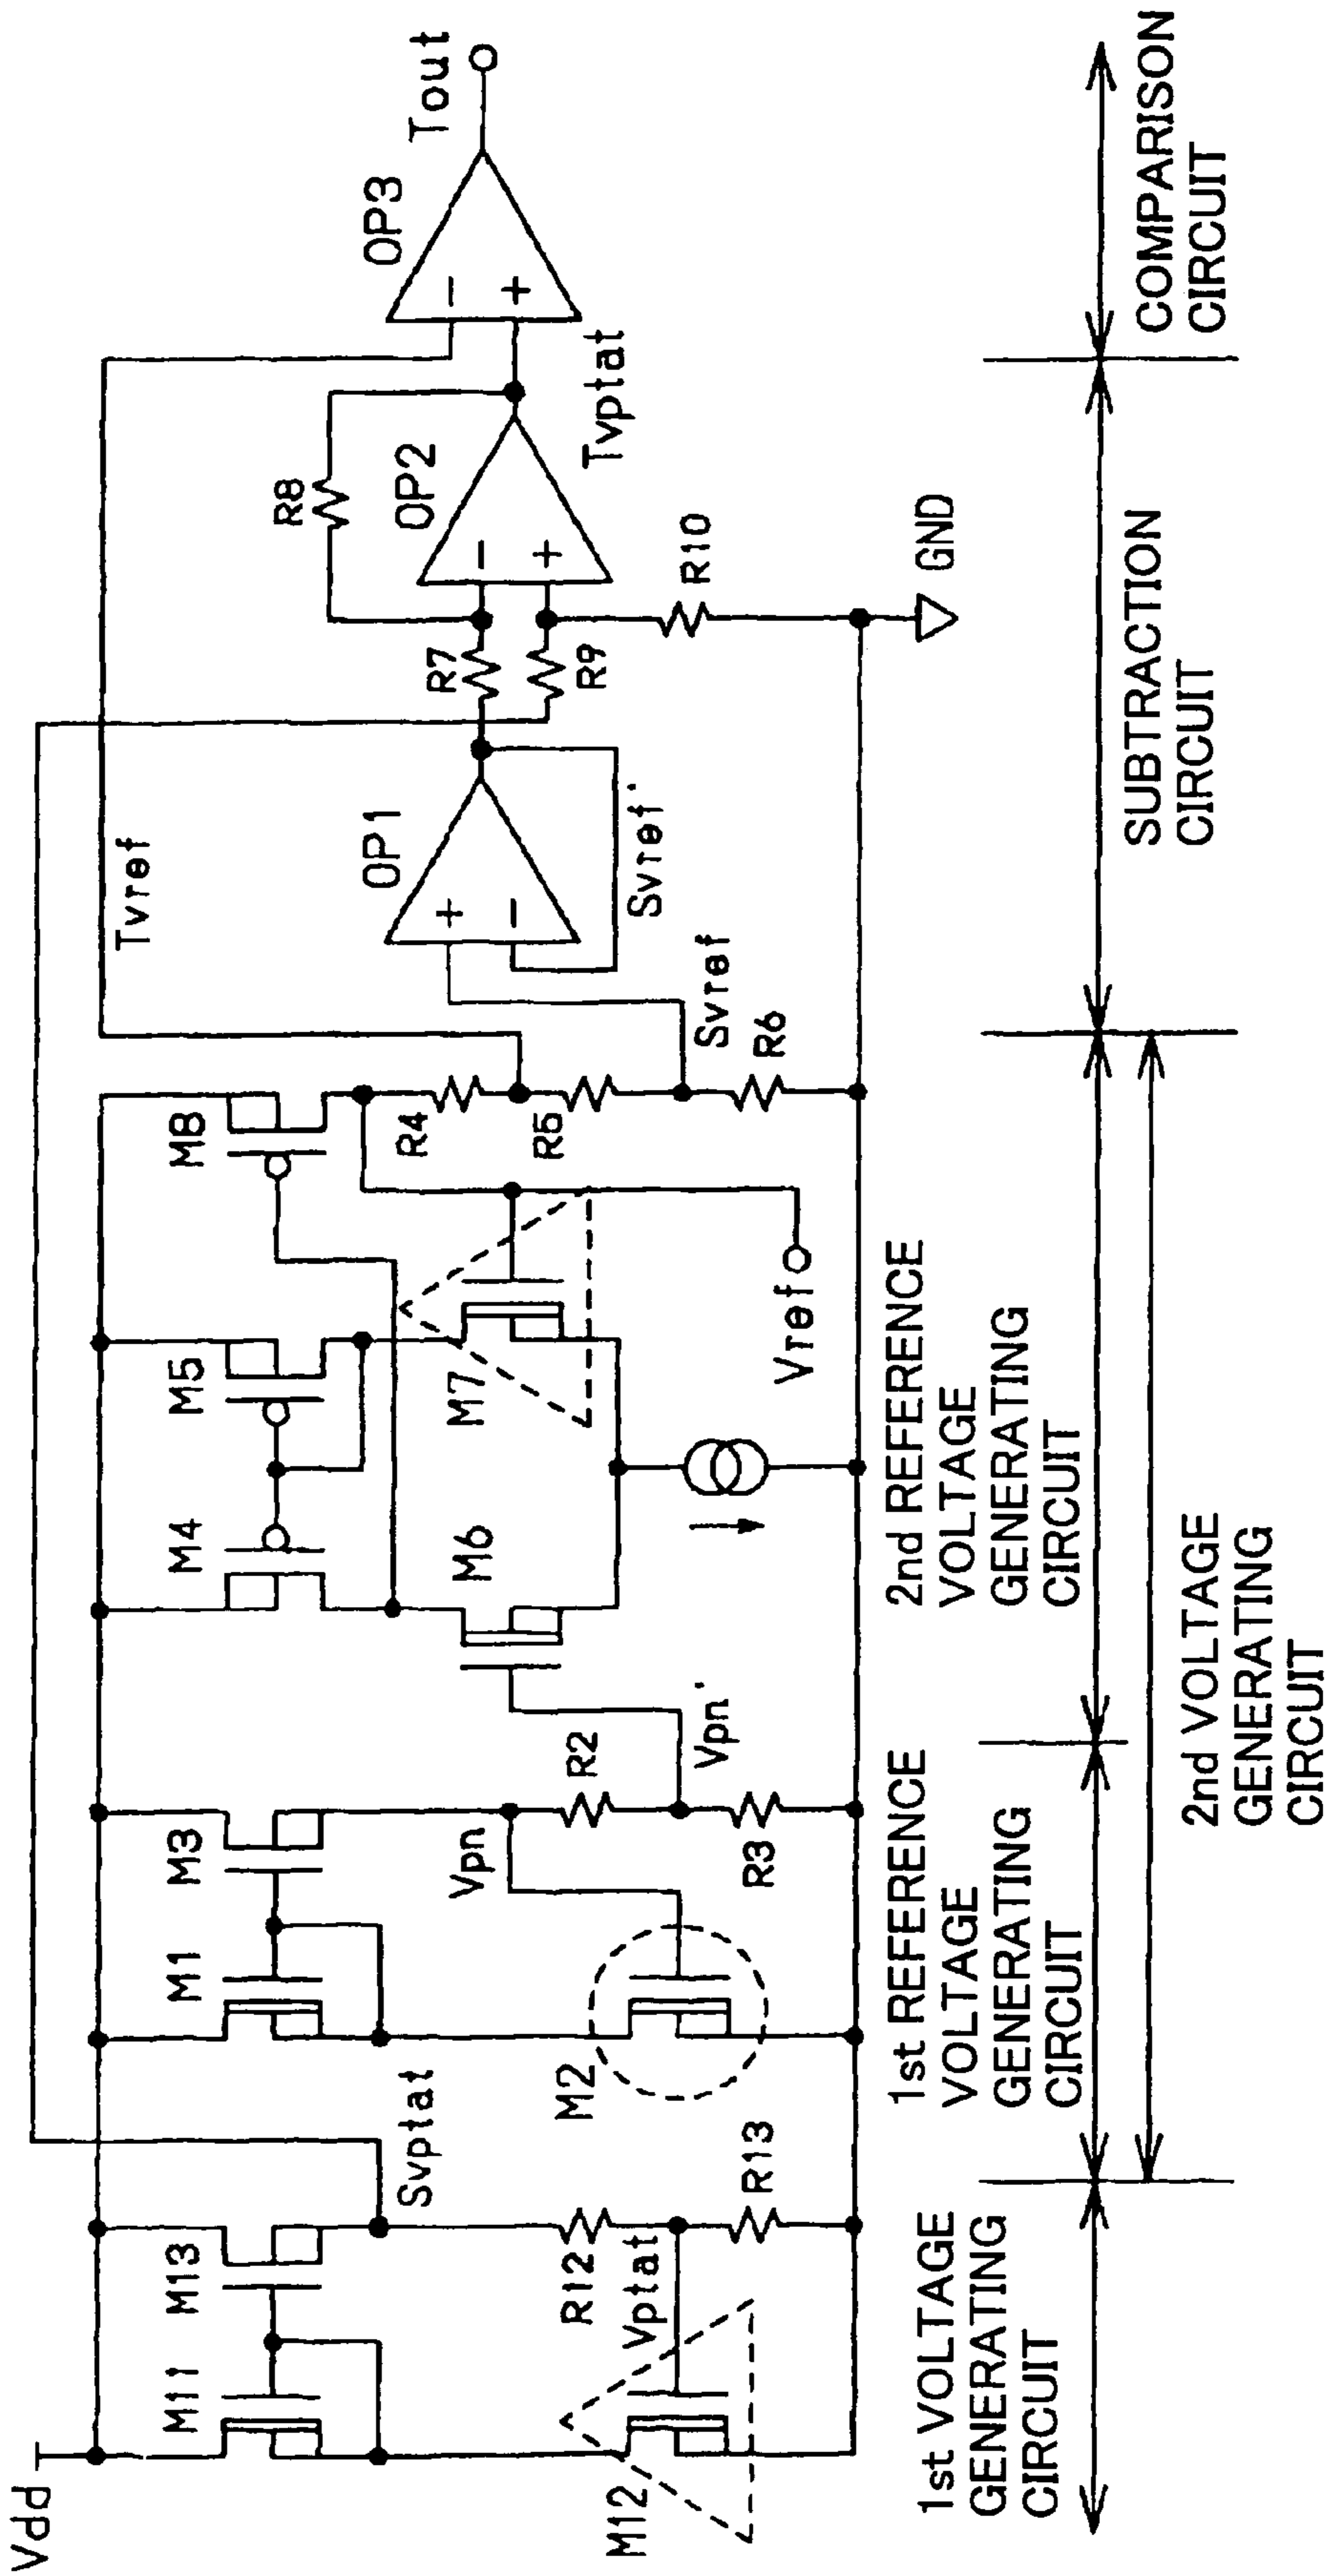 Vdd
M11
M13
M1
M3
M4
M5
M8
Tvref
OP1
OP2
OP3
Tout
R8
R7
R9
R10
GND
Tvptat
Svref'
Svref
R4
R5
R6
M6
M7
Vref
Vpn
R2
Vpn'
R3
M2
Svptat
R12
Vptat
R13
M12
+
-
-
+
-
+
1st VOLTAGE
GENERATING
CIRCUIT
1st REFERENCE
VOLTAGE
GENERATING
CIRCUIT
2nd REFERENCE
VOLTAGE
GENERATING
CIRCUIT
2nd VOLTAGE
GENERATING
CIRCUIT
SUBTRACTION
CIRCUIT
COMPARISON
CIRCUIT